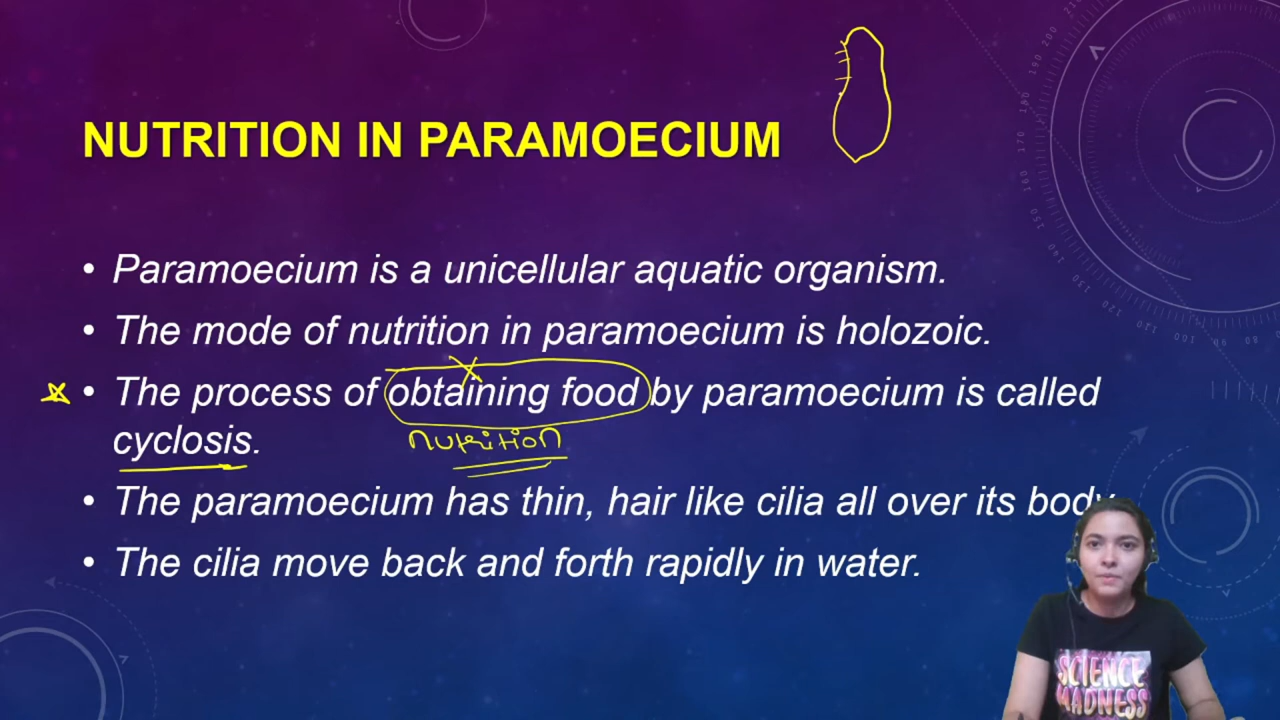 NUTRITION IN PARAMOECIUM
• Paramoecium is a unicellular aquatic organism.
• The mode of nutrition in paramoecium is holozoic.
• The process of obtaining food by paramoecium is called
cyclosis.
nutrition
• The paramoecium has thin, hair like cilia all over its body
• The cilia move back and forth rapidly in water.
SCIENCE
MADNESS